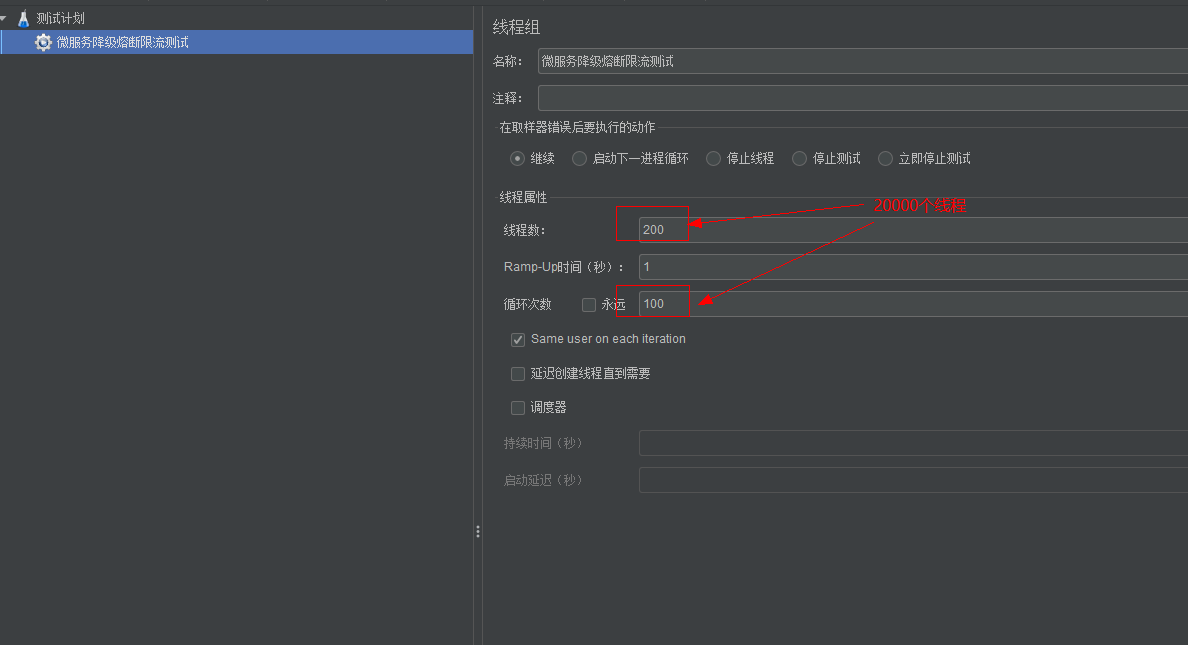 测试计划
微服务降级熔断限流测试
线程组
名称： 微服务降级熔断限流测试
注释：
在取样器错误后要执行的动作
继续 启动下一进程循环 停止线程 停止测试 立即停止测试
线程属性
20000个线程
线程数： 200
Ramp-Up时间（秒）： 1
循环次数 永远 100
Same user on each iteration
延迟创建线程直到需要
调度器
持续时间（秒）
启动延迟（秒）